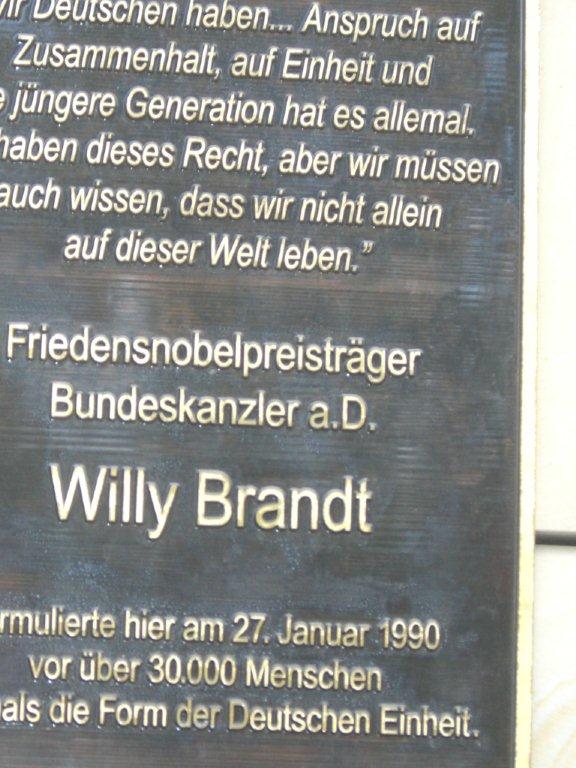 wir Deutschen haben... Anspruch auf
Zusammenhalt, auf Einheit und
jüngere Generation hat es allemal.
haben dieses Recht, aber wir müssen
auch wissen, dass wir nicht allein
auf dieser Welt leben.”
Friedensnobelpreisträger
Bundeskanzler a.D.
Willy Brandt
rmulierte hier am 27. Januar 1990
vor über 30.000 Menschen
als die Form der Deutschen Einheit.